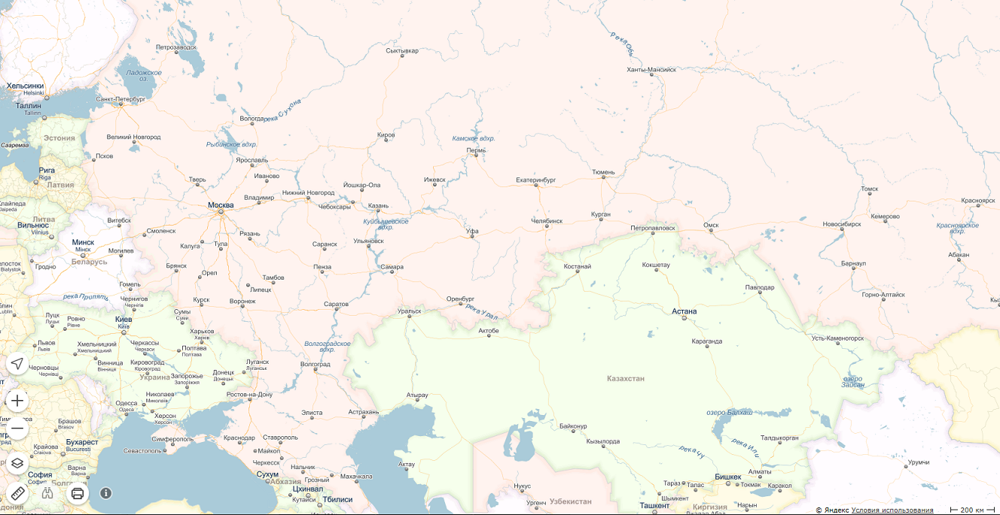 Петрозаводск
Сыктывкар
река Обь
Ханты-Мансийск
Ладожское
оз.
Хельсинки
Helsinki
Санкт-Петербург
Таллин
Tallinn
Вологда
река Сухона
Эстония
Великий Новгород
Рыбинское вдхр.
Киров
Камское вдхр.
Сааремаа
Пермь
Псков
Ярославль
Рига
Riga
Латвия
Тверь
Иваново
Йошкар-Ола
Ижевск
Екатеринбург
Тюмень
Нижний Новгород
Владимир
Чебоксары
Казань
Томск
Красноярск
Москва
Клайпеда
Литва
Вильнюс
Vilnius
Витебск
Куйбышевское
вдхр.
Челябинск
Курган
Петропавловск
Омск
Новосибирск
Кемерово
Красноярское
вдхр.
Смоленск
Уфа
Минск
Мінск
Беларусь
Могилев
Калуга
Тула
Рязань
Саранск
Ульяновск
Абакан
Гродно
Białystok
Брянск
Орел
Пенза
Самара
Костанай
Кокшетау
Барнаул
Тамбов
Липецк
Гомель
Павлодар
Горно-Алтайск
река Припять
Чернигов
Чернігів
Курск
Воронеж
Саратов
Оренбург
река Урал
Уральск
Астана
Луцк
Луцьк
Ровно
Рівне
Киев
Київ
Сумы
Суми
Харьков
Харків
Актобе
Караганда
Усть-Каменогорск
Львов
Львів
Хмельницкий
Хмельницький
Черкассы
Черкаси
Полтава
Полтава
Волгоградское
вдхр.
Волгоград
Черновцы
Чернівці
Винница
Вінниця
Кировоград
Кіровоград
Украина
Запорожье
Запоріжжя
Донецк
Донецьк
Луганск
Луганськ
Казахстан
озеро
Зайсан
Николаев
Миколаїв
Одесса
Одеса
Херсон
Херсон
Ростов-на-Дону
Атырау
Элиста
Астрахань
озеро Балхаш
Брашов
Brasov
Байконур
Симферополь
Севастополь
Краснодар
Ставрополь
Майкоп
Черкесск
Кызылорда
Талдыкорган
река Или
река Чу
Крайова
Craiova
Бухарест
Bucuresti
Варна
Варна
Актау
Урумчи
София
Нальчик
Грозный
Махачкала
Сухум
Абхазия
Цхинвал
Кутаиси
Тбилиси
Нукус
Ургенч
Узбекистан
Алматы
Бишкек
Токмак
Каракол
Тараз
Талас
Шымкент
Ташкент
Киргизия
Нарын
© Яндекс Условия использования
200 км